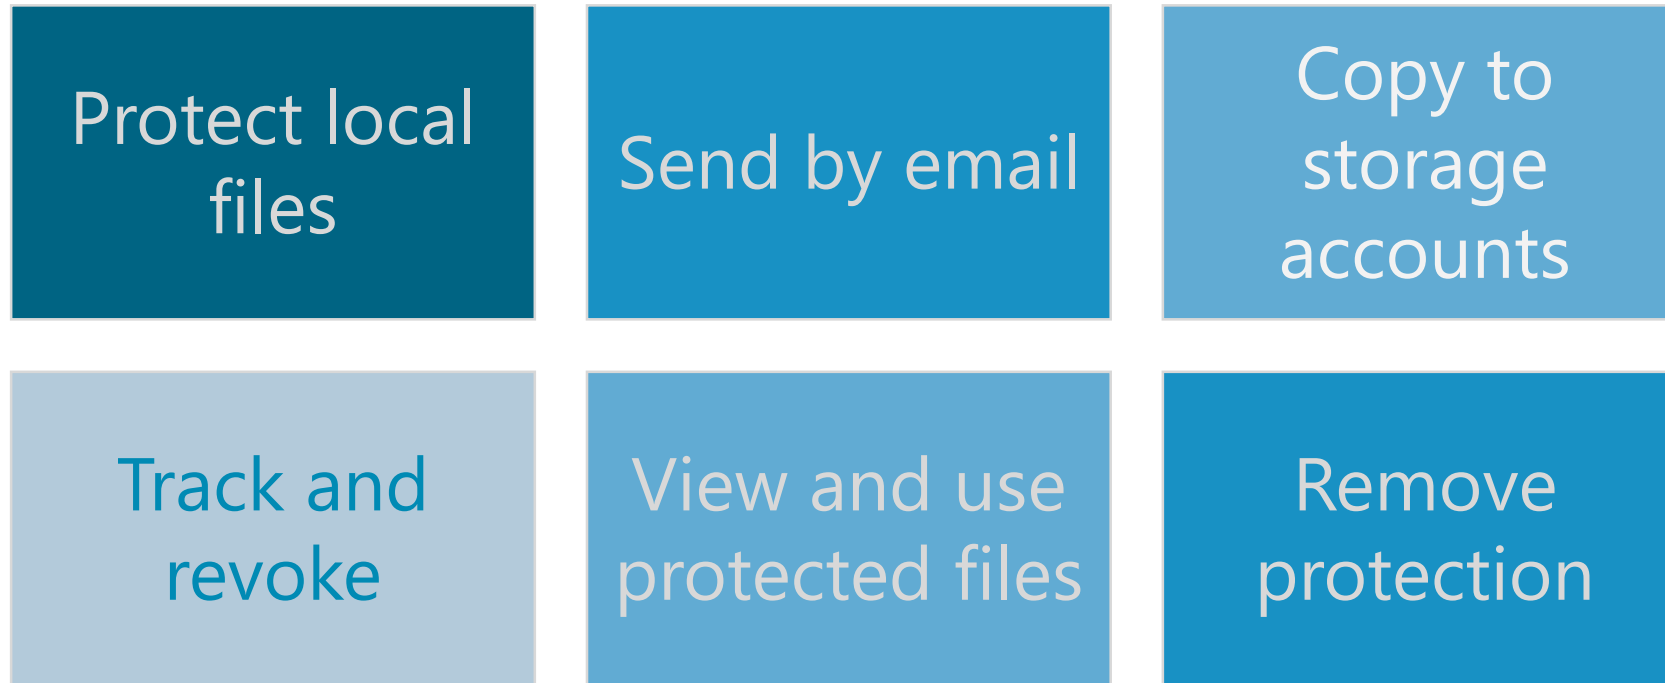 Protect local
files
Send by email
Copy to
storage
accounts
Track and
revoke
View and use
protected files
Remove
protection